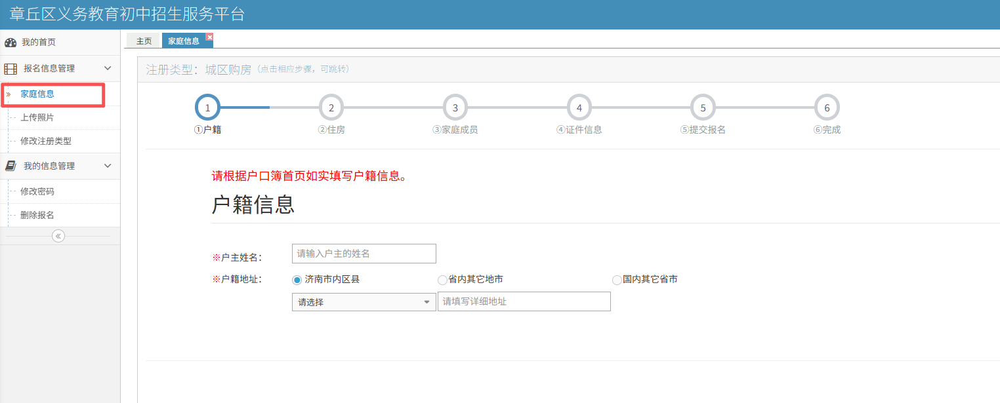 章丘区义务教育初中招生服务平台
我的首页
报名信息管理
家庭信息
上传照片
修改注册类型
我的信息管理
修改密码
删除报名
主页 家庭信息
注册类型：城区购房（点击相应步骤，可跳转）
1 2 3 4 5 6
①户籍 ②住房 ③家庭成员 ④证件信息 ⑤提交报名 ⑥完成
请根据户口簿首页如实填写户籍信息。
户籍信息
※户主姓名： 请输入户主的姓名
※户籍地址： 济南市内区县 省内其它地市 国内其它省市
请选择 请填写详细地址